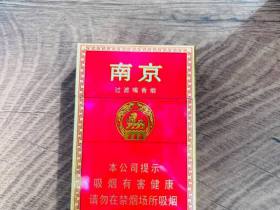 南京
过滤嘴香烟
本公司提示
吸烟有害健康
请勿在禁烟场所吸烟